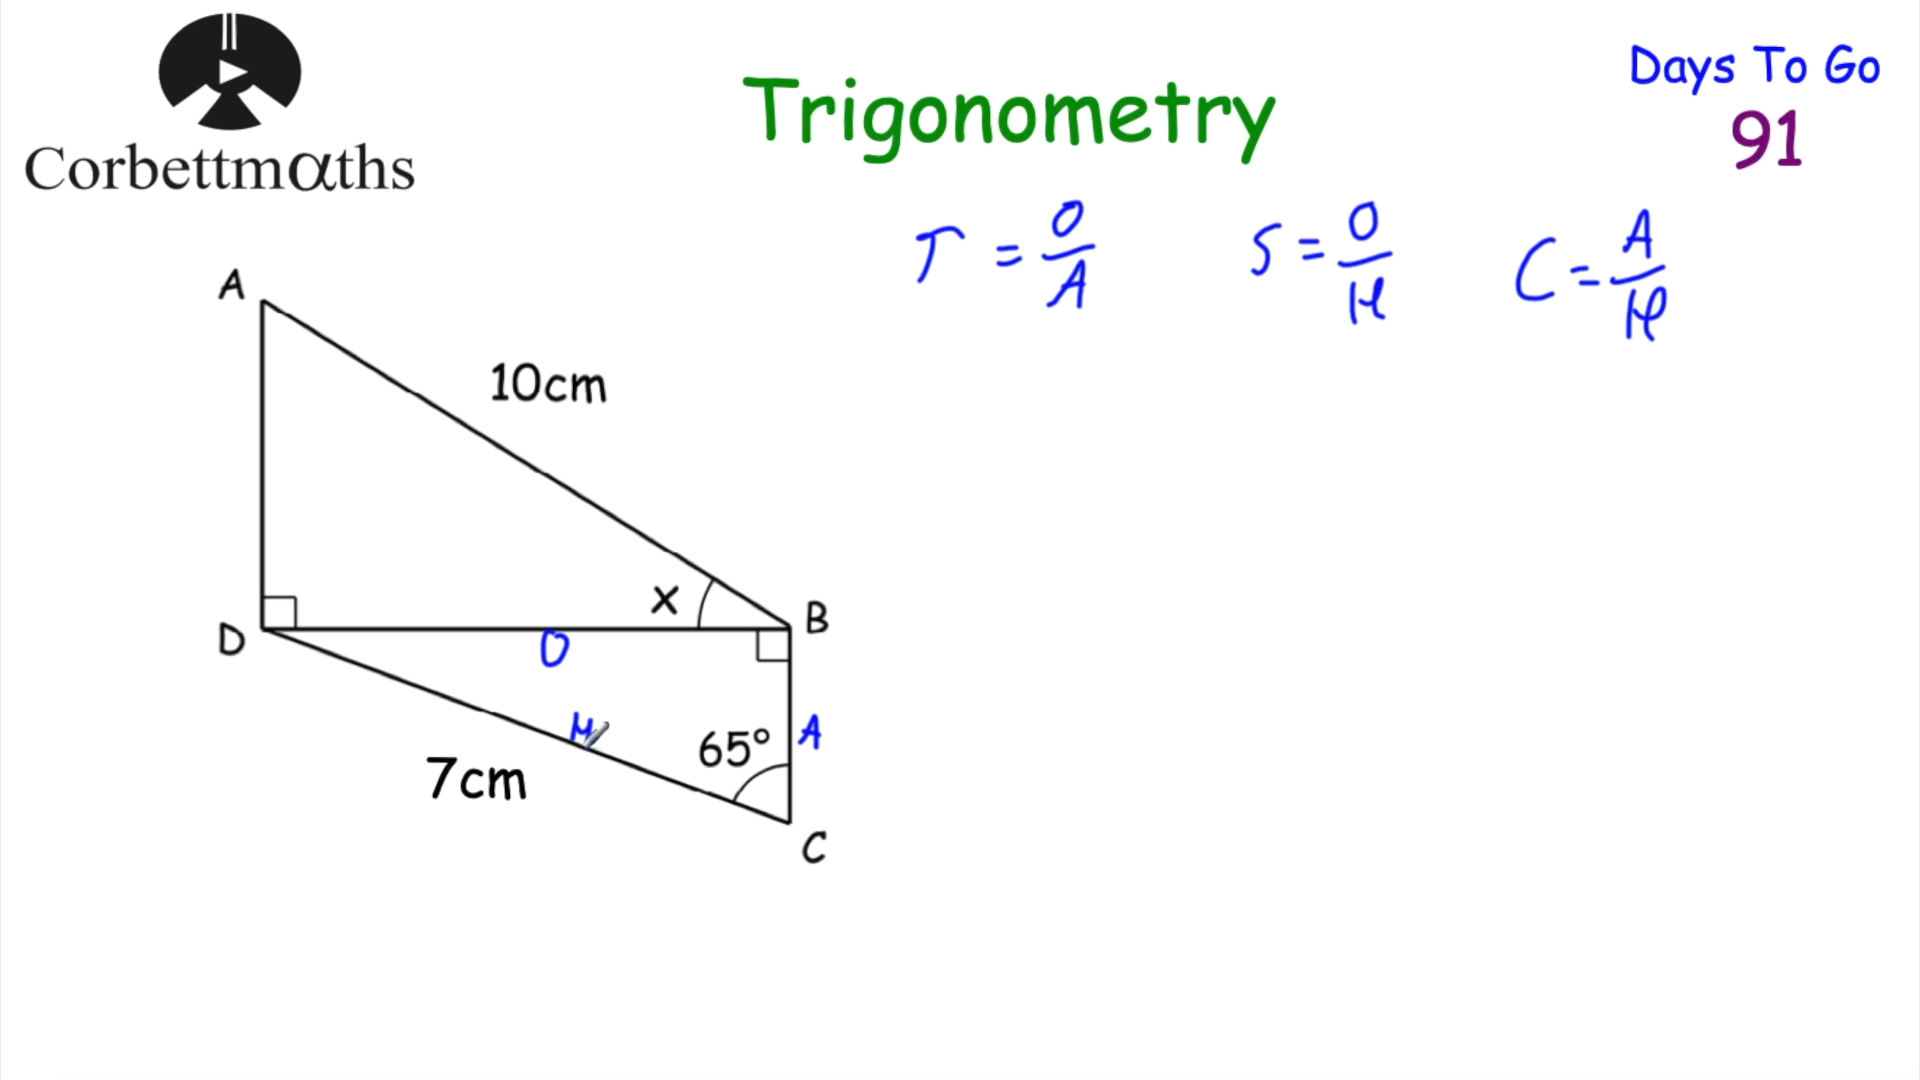 Corbettmαths
Trigonometry
Days To Go
91
T = O/A
S = O/H
C = A/H
A
10cm
x
B
D
O
H
65°
A
7cm
C